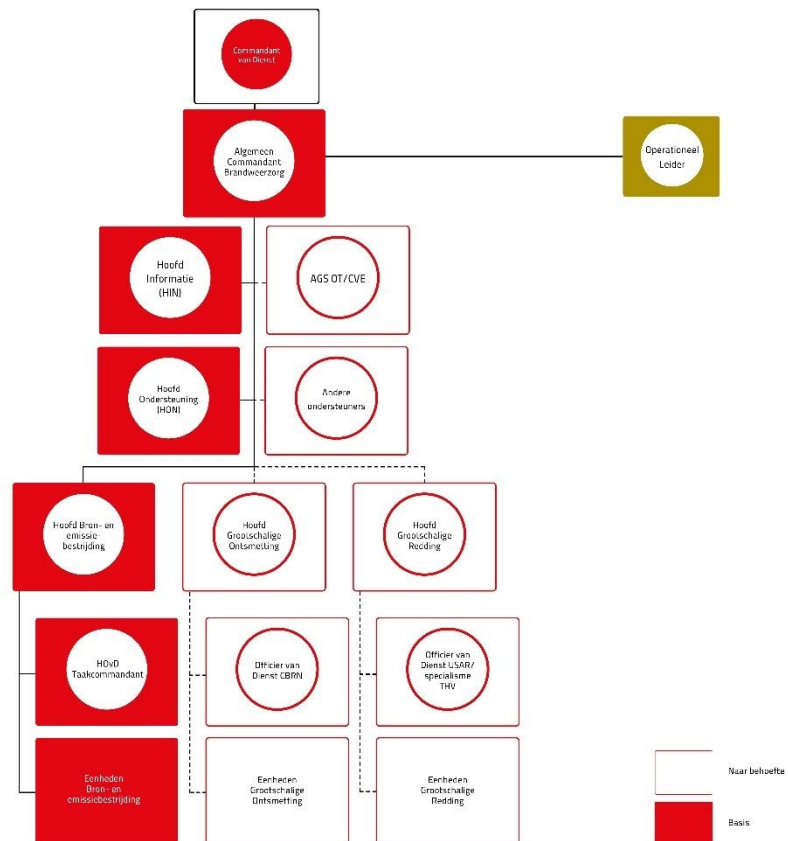 Commandant
van Dienst
Algemeen
Commandant
Brandweerzorg
Operationeel
Leider
Hoofd
Informatie
(HIN)
AGS OT/CVE
Hoofd
Ondersteuning
(HON)
Andere
ondersteuners
Hoofd Bron- en
emissie-
bestrijding
Hoofd
Grootschalige
Ontsmetting
Hoofd
Grootschalige
Redding
HOvD
Taakcommandant
Officier van
Dienst CBRN
Officier van
Dienst USAR/
specialisme
THV
Eenheden
Bron- en
emissiebestrijding
Eenheden
Grootschalige
Ontsmetting
Eenheden
Grootschalige
Redding
Naar behoefte
Basis